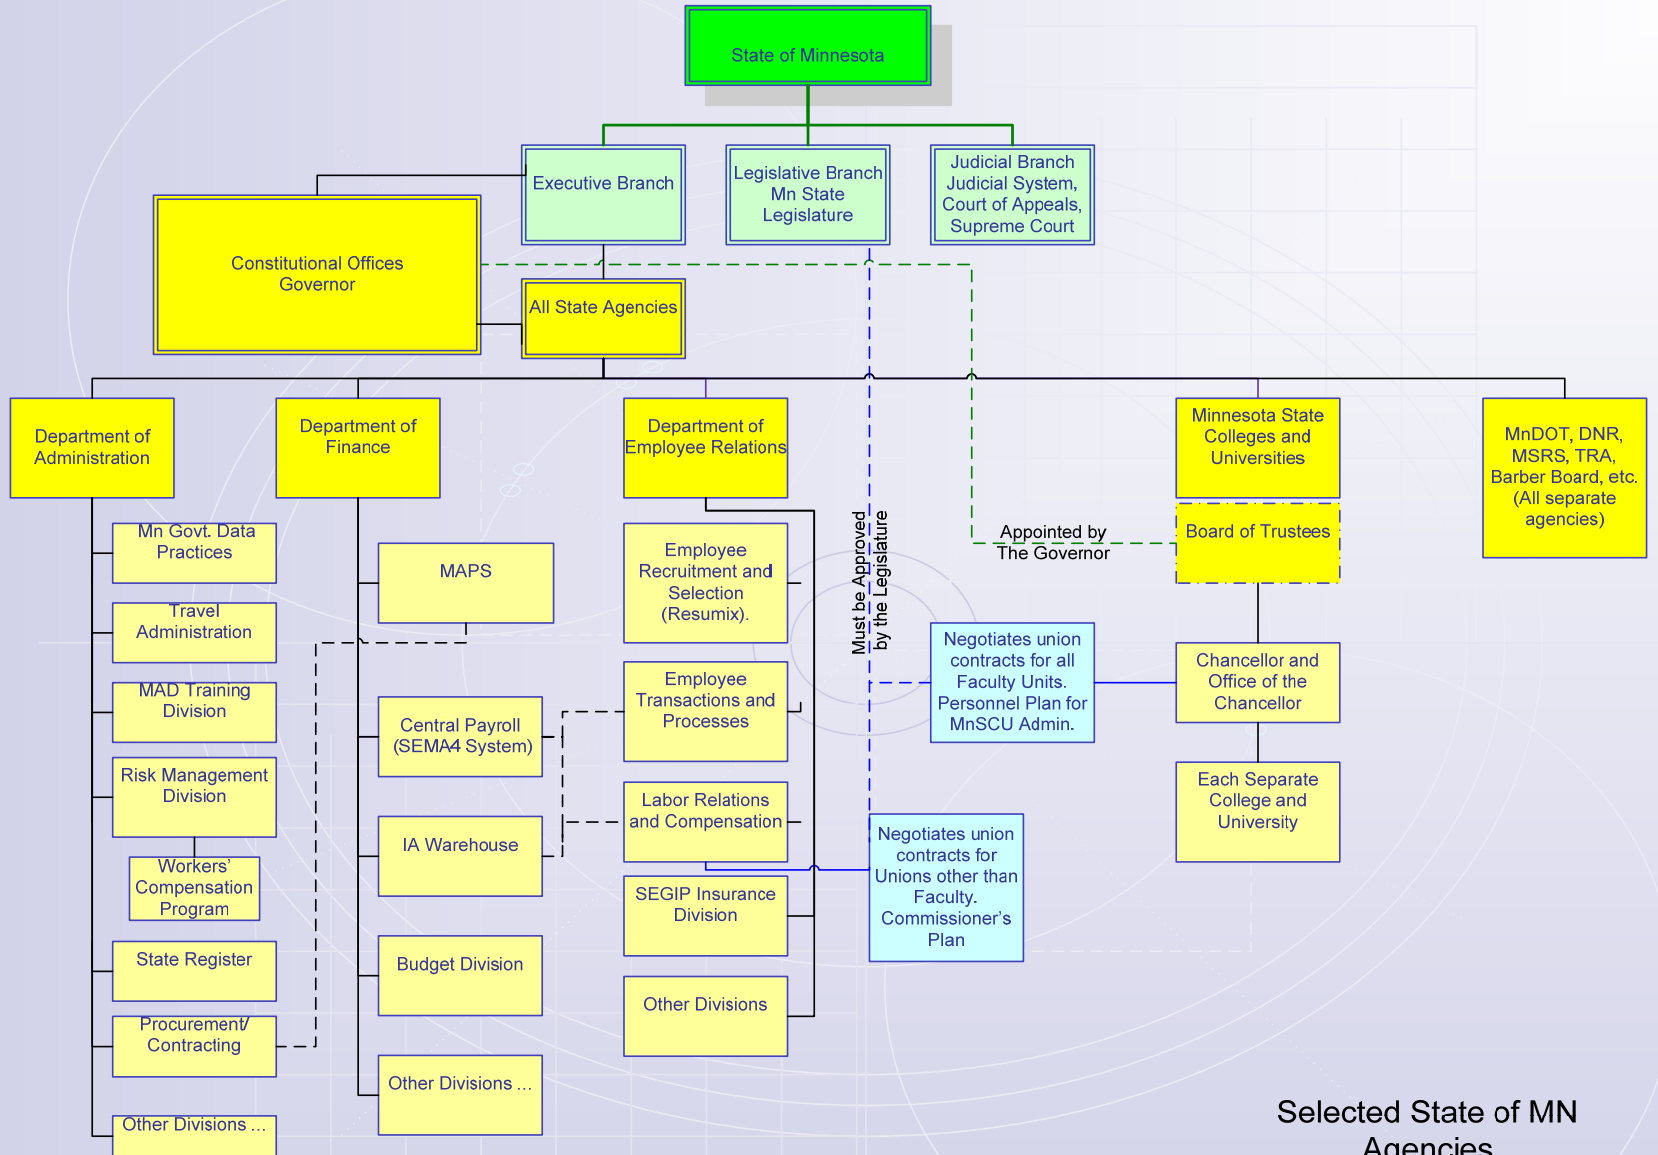 State of Minnesota
Executive Branch
Legislative Branch
Mn State
Legislature
Judicial Branch
Judicial System,
Court of Appeals,
Supreme Court
Constitutional Offices
Governor
All State Agencies
Department of
Administration
Department of
Finance
Department of
Employee Relations
Minnesota State
Colleges and
Universities
MnDOT, DNR,
MSRS, TRA,
Barber Board, etc.
(All separate
agencies)
Mn Govt. Data
Practices
Travel
Administration
MAD Training
Division
Risk Management
Division
Workers’
Compensation
Program
State Register
Procurement/
Contracting
Other Divisions ...
MAPS
Central Payroll
(SEMA4 System)
IA Warehouse
Budget Division
Other Divisions ...
Employee
Recruitment and
Selection
(Resumix).
Employee
Transactions and
Processes
Labor Relations
and Compensation
SEGIP Insurance
Division
Other Divisions
Must be Approved
by the Legislature
Appointed by
The Governor
Board of Trustees
Negotiates union
contracts for all
Faculty Units.
Personnel Plan for
MnSCU Admin.
Chancellor and
Office of the
Chancellor
Each Separate
College and
University
Negotiates union
contracts for
Unions other than
Faculty.
Commissioner’s
Plan
Selected State of MN
Agencies